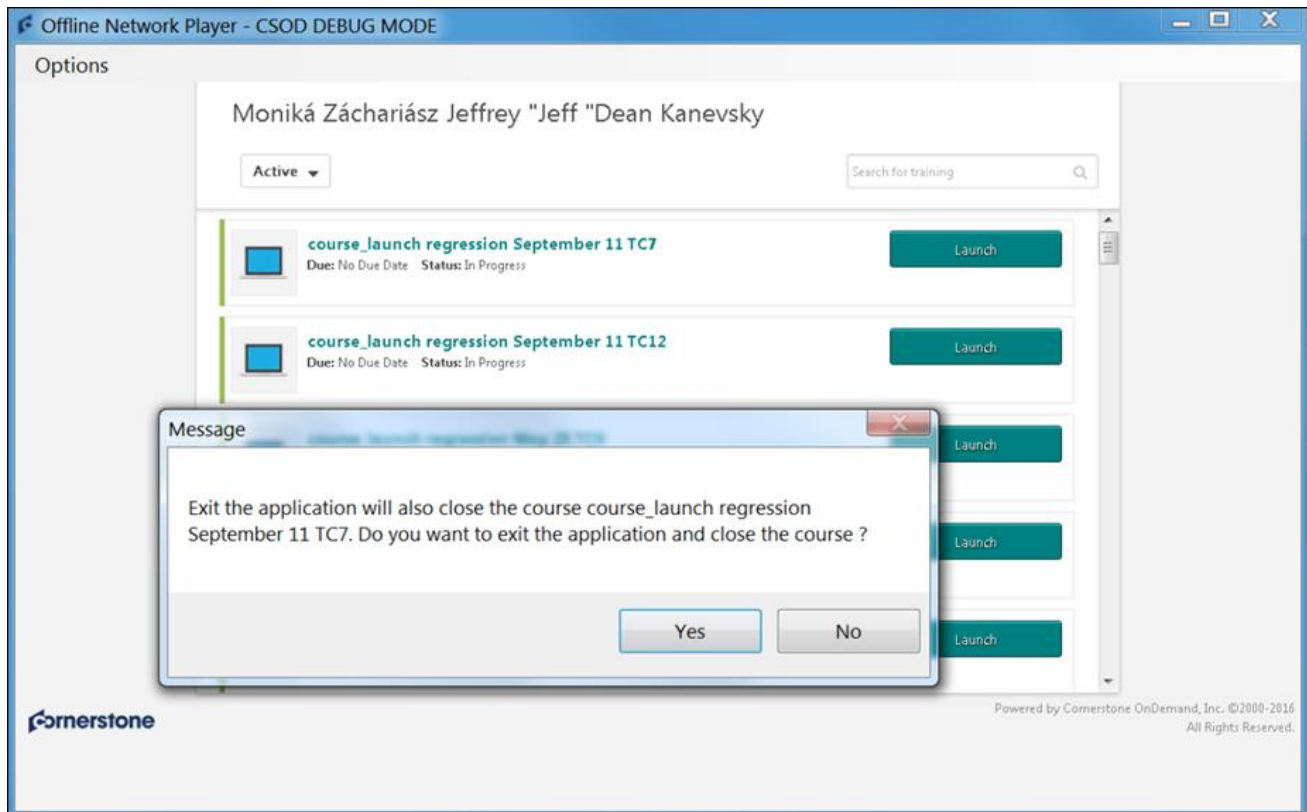 Offline Network Player - CSOD DEBUG MODE
Options
Moniká Záchariász Jeffrey "Jeff "Dean Kanevsky
Active
Search for training
course_launch regression September 11 TC7
Launch
Due: No Due Date Status: In Progress
course_launch regression September 11 TC12
Launch
Due: No Due Date Status: In Progress
Message
Launch
Exit the application will also close the course course_launch regression
September 11 TC7. Do you want to exit the application and close the course ?
Launch
Yes
No
Launch
cornerstone
Powered by Cornerstone OnDemand, Inc. ©2000-2016
All Rights Reserved.